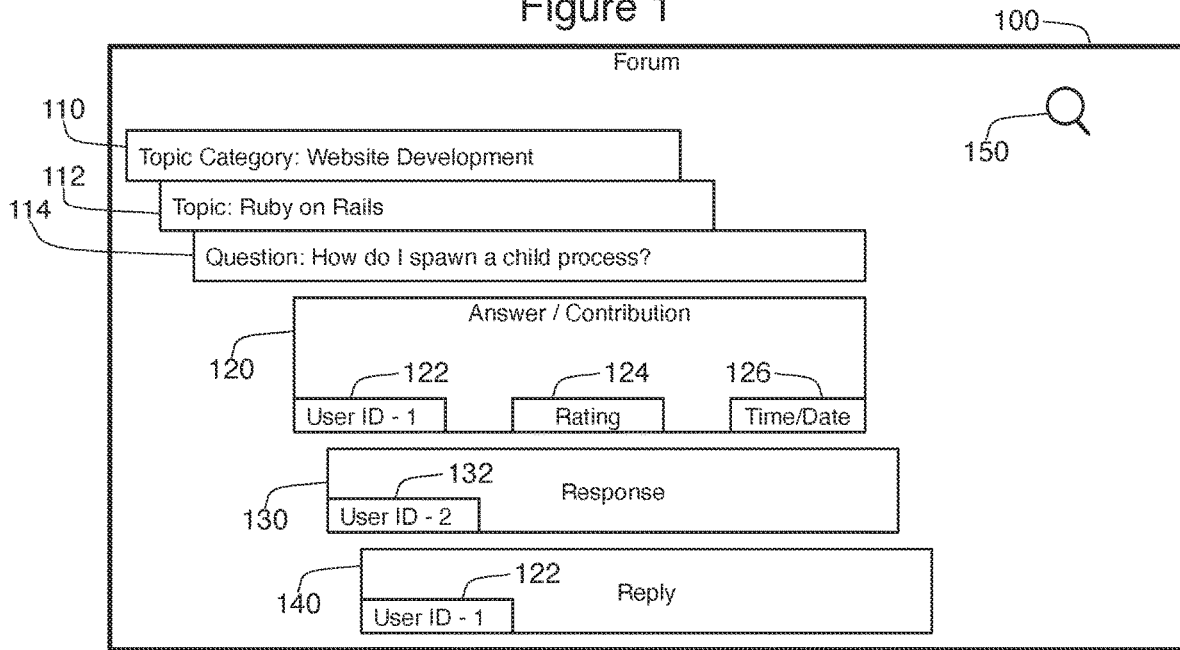 Figure 1
100
Forum
110
150
Topic Category: Website Development
112
Topic: Ruby on Rails
114
Question: How do I spawn a child process?
Answer / Contribution
120
122
124
126
User ID - 1
Rating
Time/Date
132
Response
130
User ID - 2
122
Reply
140
User ID - 1